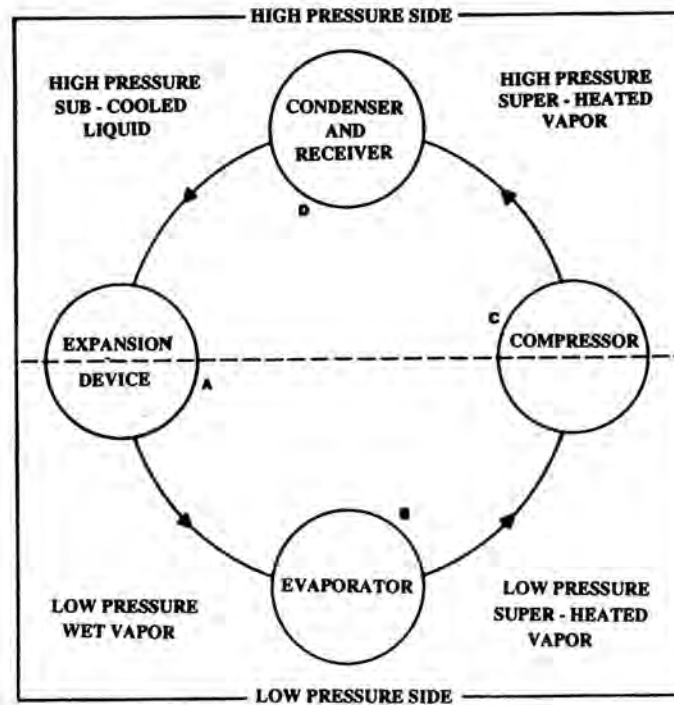 HIGH PRESSURE SIDE
HIGH PRESSURE
SUB - COOLED
LIQUID
CONDENSER
AND
RECEIVER
HIGH PRESSURE
SUPER - HEATED
VAPOR
D
C
EXPANSION
DEVICE
A
COMPRESSOR
B
EVAPORATOR
LOW PRESSURE
WET VAPOR
LOW PRESSURE
SUPER - HEATED
VAPOR
LOW PRESSURE SIDE